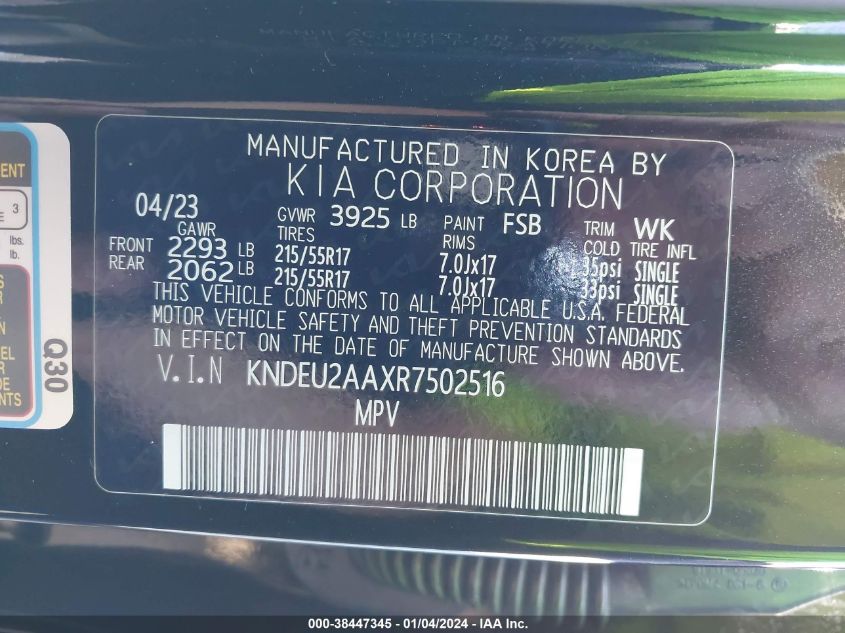 MANUFACTURED IN KOREA BY
KIA CORPORATION
04/23 GVWR 3925 LB PAINT FSB TRIM WK
GAWR TIRES RIMS COLD TIRE INFL
FRONT 2293 LB 215/55R17 7.0Jx17 35psi SINGLE
REAR 2062 LB 215/55R17 7.0Jx17 33psi SINGLE
THIS VEHICLE CONFORMS TO ALL APPLICABLE U.S.A. FEDERAL
MOTOR VEHICLE SAFETY AND THEFT PREVENTION STANDARDS
IN EFFECT ON THE DATE OF MANUFACTURE SHOWN ABOVE.
V.I.N KNDEU2AAXR7502516
MPV
Q30
3
lbs.
lb.
000-38447345 - 01/04/2024 - IAA Inc.